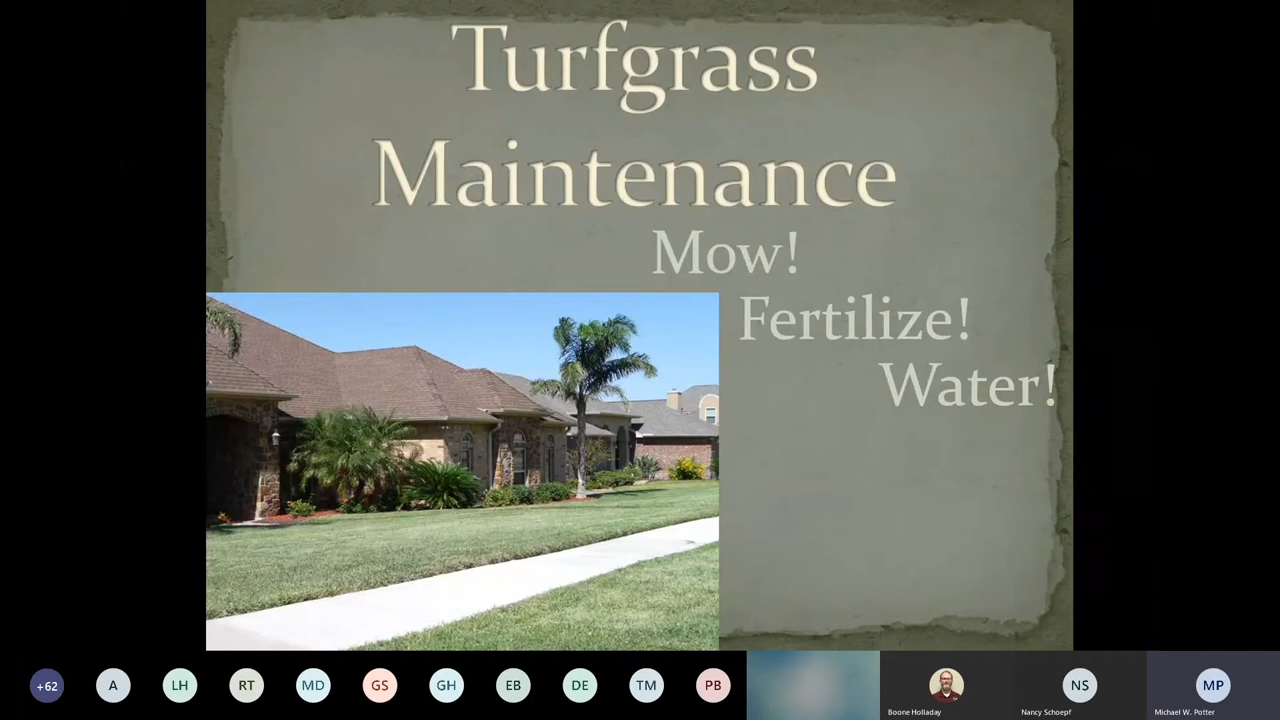 Turfgrass
Maintenance
Mow!
Fertilize!
Water!
+62
A
LH
RT
MD
GS
GH
EB
DE
TM
PB
NS
MP
Boone Holladay
Nancy Schoepf
Michael W. Potter